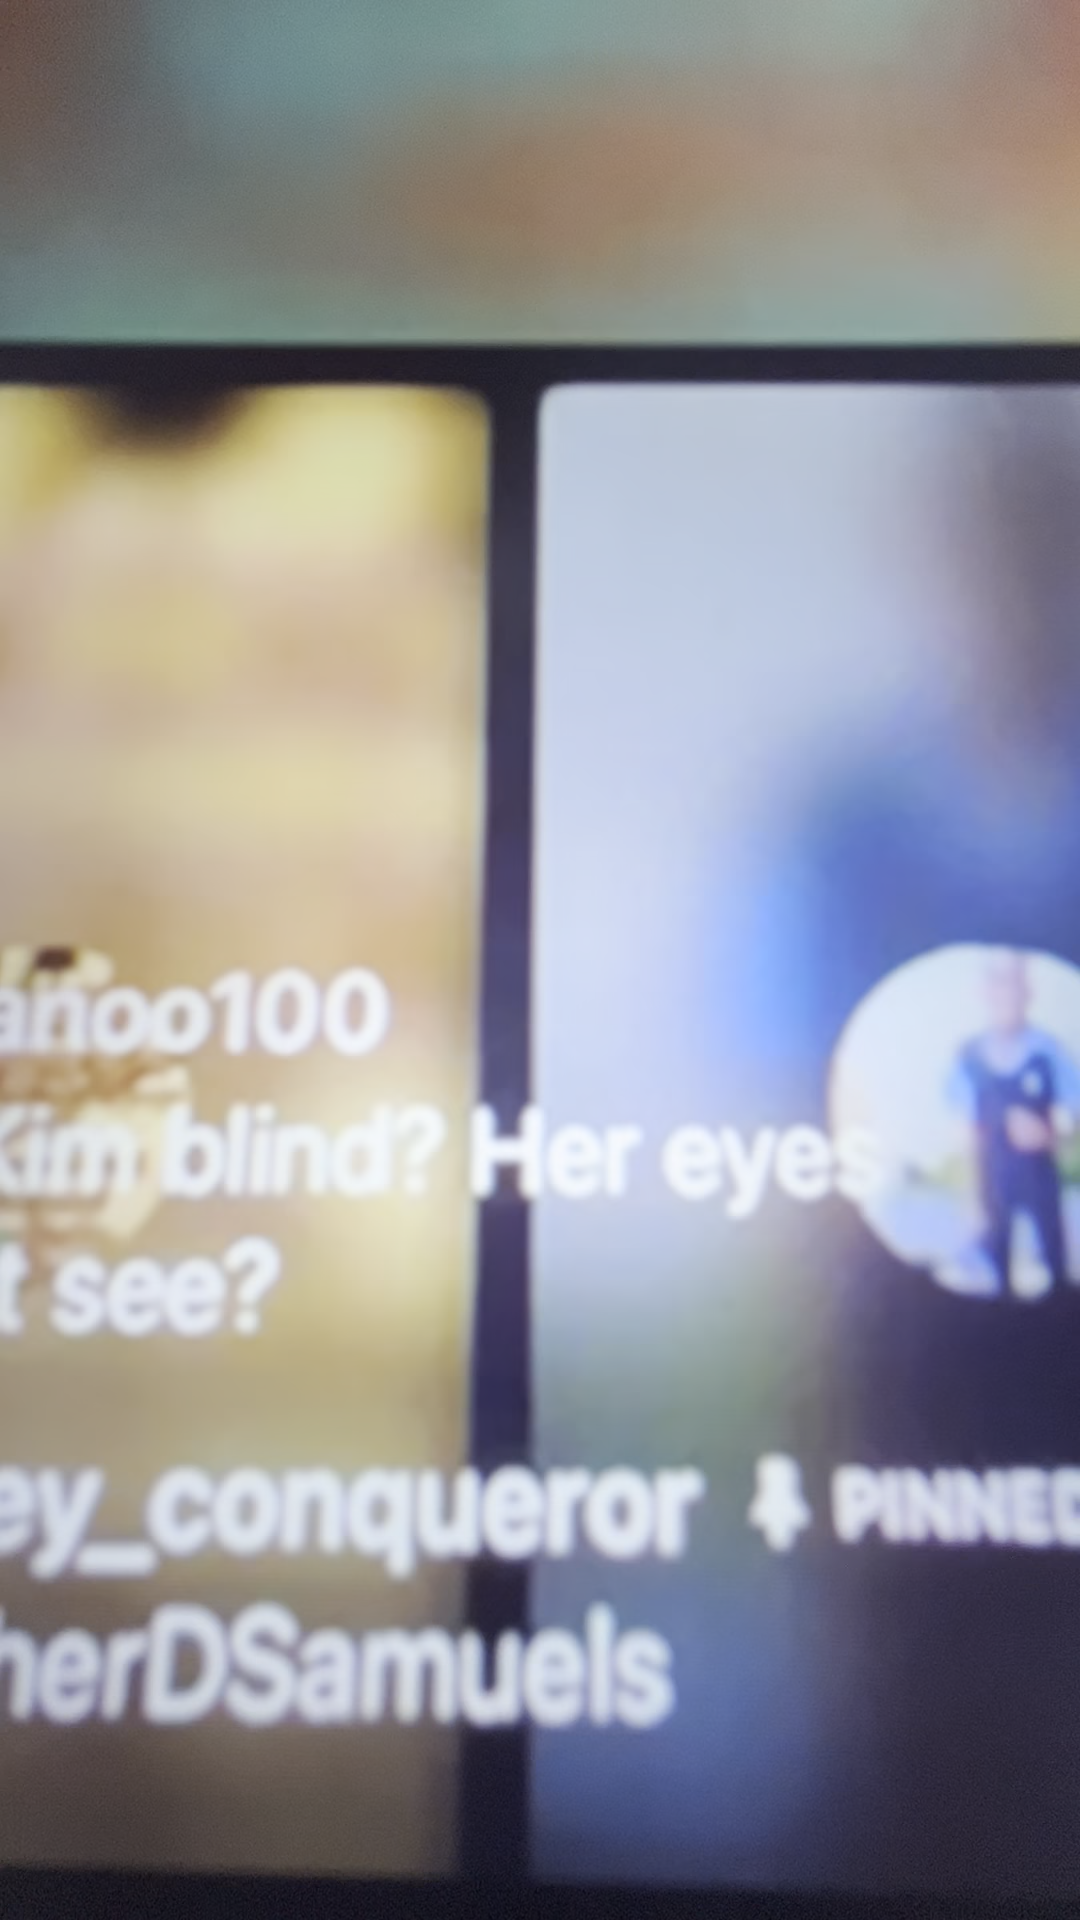 anoo100
Kim blind? Her eyes
t see?
ey_conqueror PINNED
herDSamuels